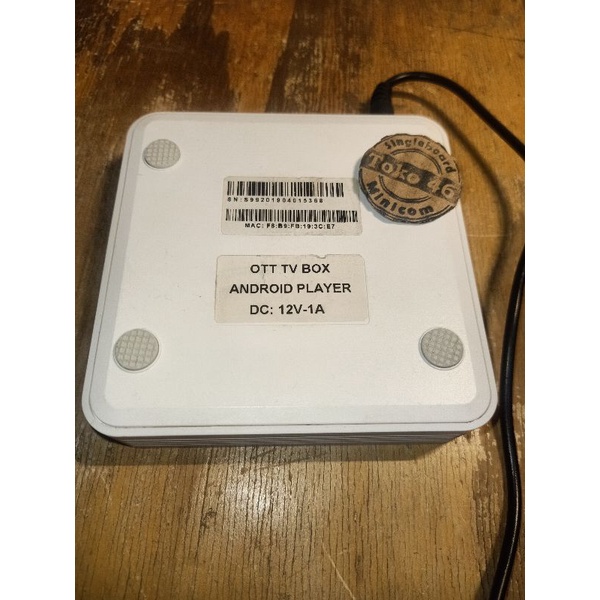 Singleboard
Toko 46
Minicom
SN:S9S201904015368
MAC: F8:B9:FB:19:3C:E7
OTT TV BOX
ANDROID PLAYER
DC: 12V-1A